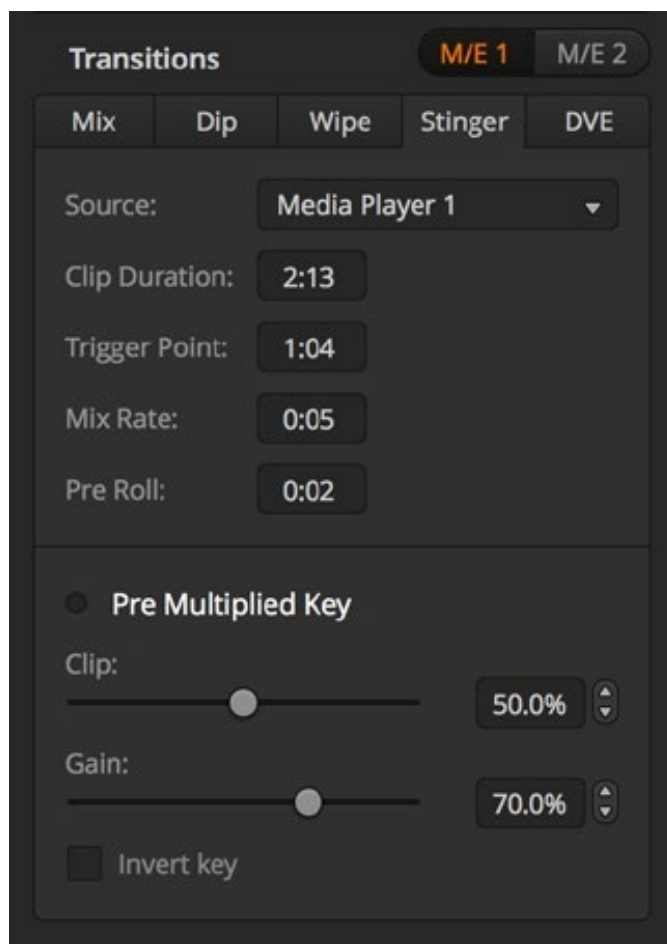 Transitions M/E 1 M/E 2
Mix Dip Wipe Stinger DVE
Source: Media Player 1
Clip Duration: 2:13
Trigger Point: 1:04
Mix Rate: 0:05
Pre Roll: 0:02
Pre Multiplied Key
Clip:
50.0%
Gain:
70.0%
Invert key